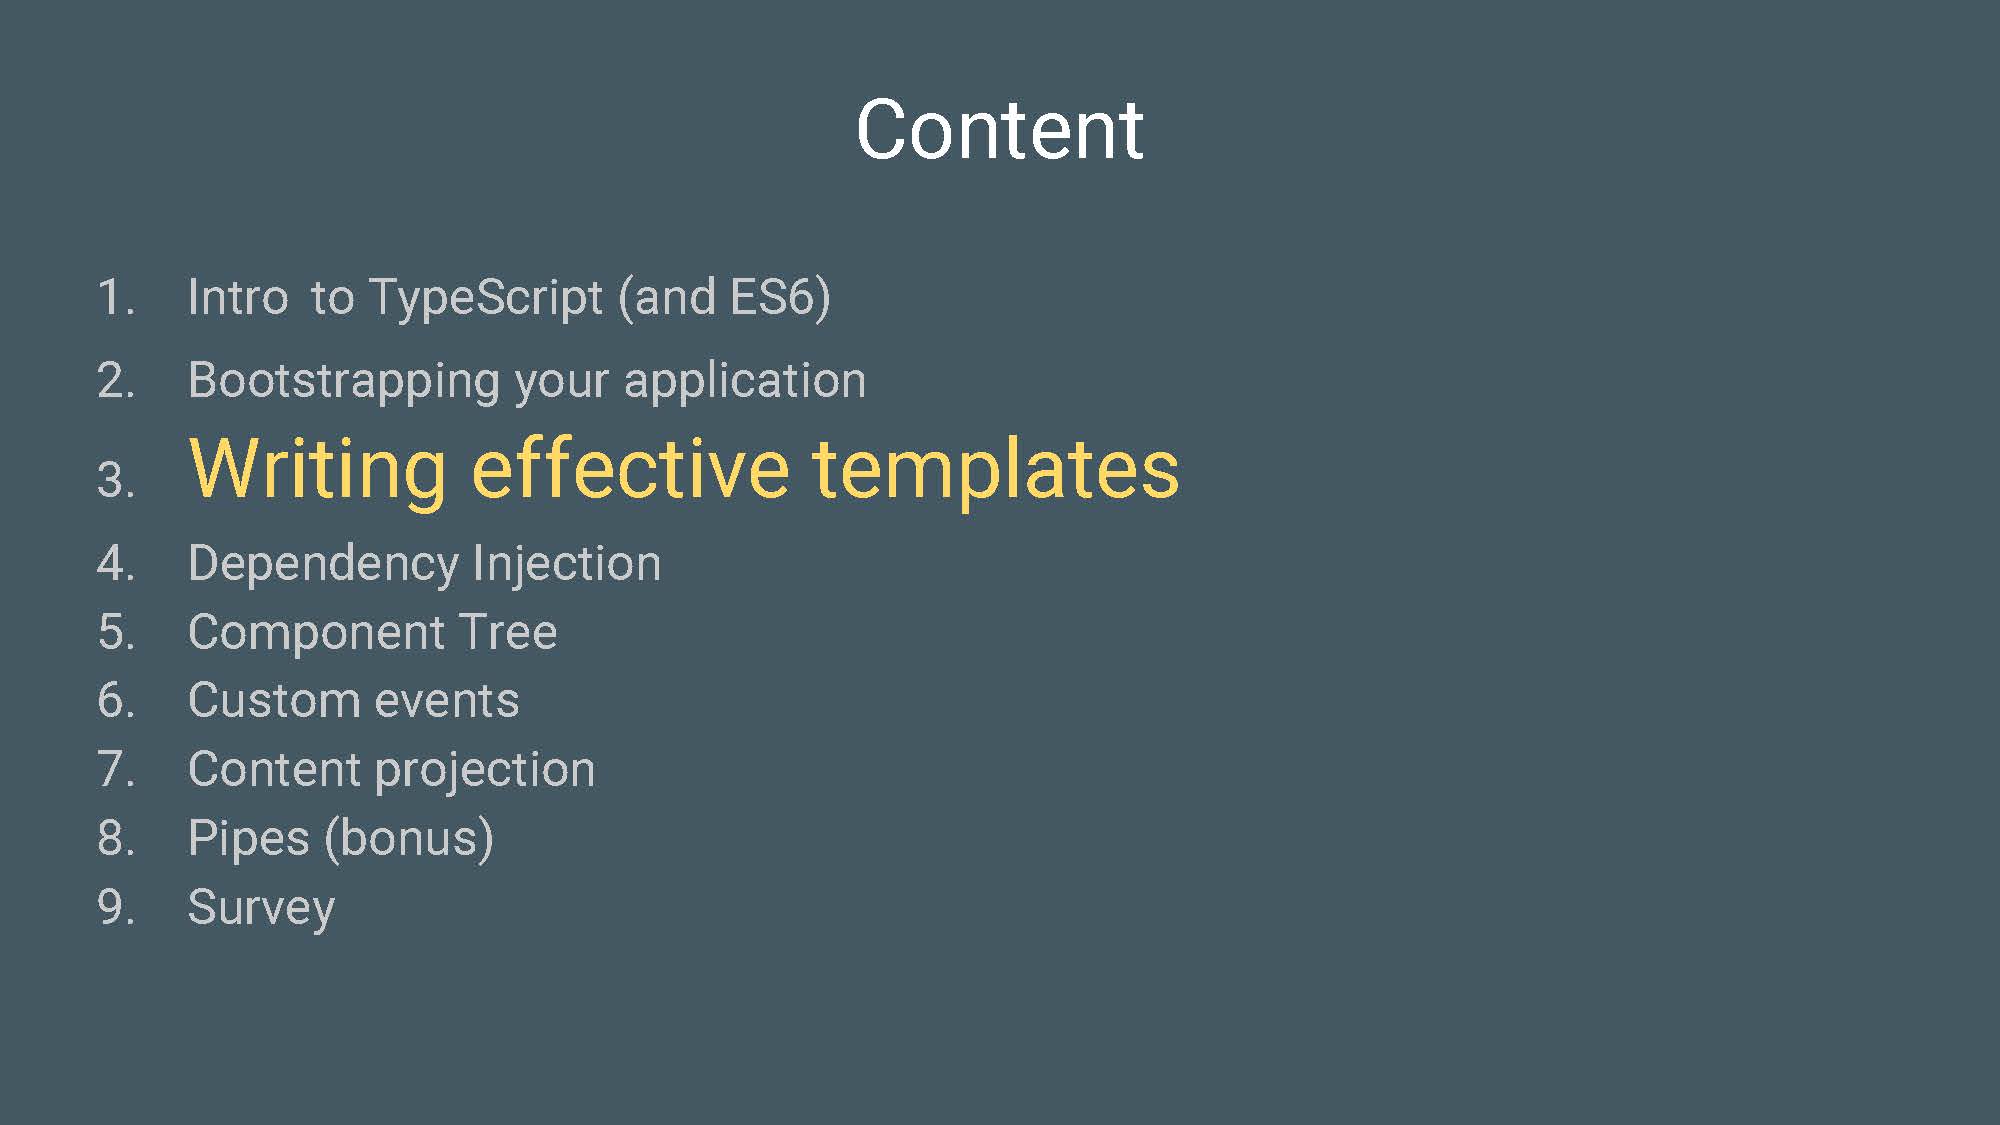 Content
1. Intro to TypeScript (and ES6)
2. Bootstrapping your application
3. Writing effective templates
4. Dependency Injection
5. Component Tree
6. Custom events
7. Content projection
8. Pipes (bonus)
9. Survey